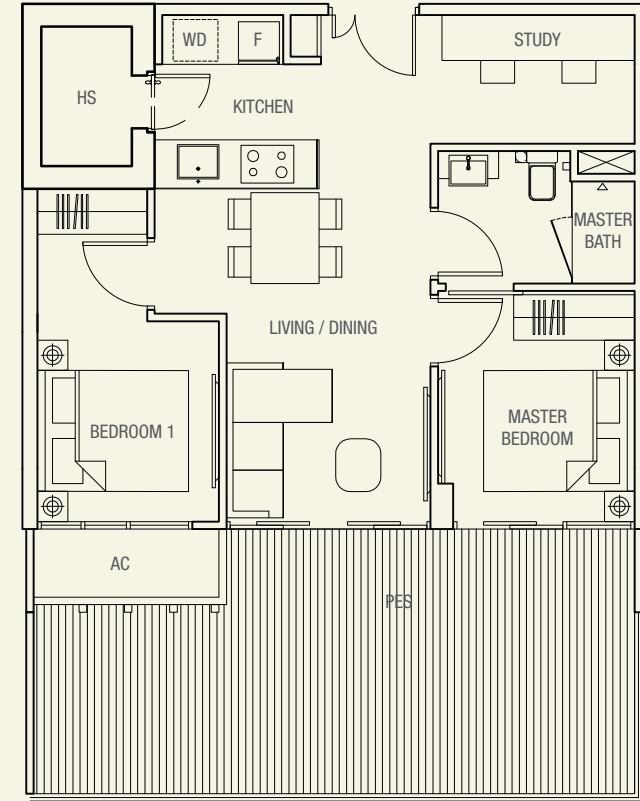 WD
F
STUDY
HS
KITCHEN
MASTER
BATH
LIVING / DINING
BEDROOM 1
MASTER
BEDROOM
AC
PES